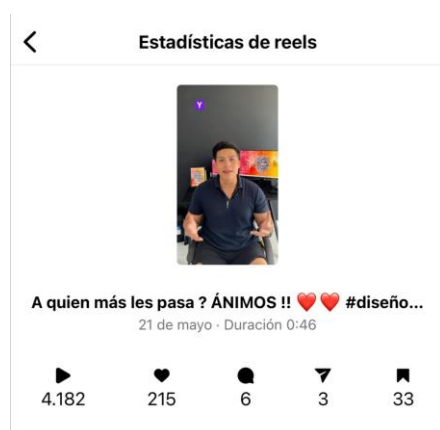 Estadísticas de reels
Y
A quien más les pasa ? ÁNIMOS !! ❤️❤️ #diseño...
21 de mayo · Duración 0:46
4.182 215 6 3 33